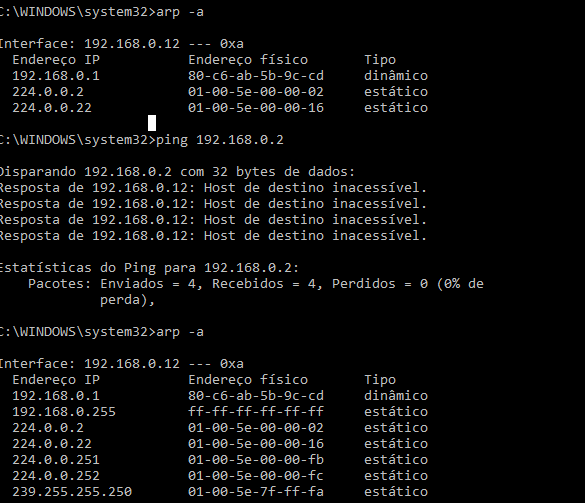 C:\WINDOWS\system32>arp -a
Interface: 192.168.0.12 --- 0xa
Endereço IP Endereço físico Tipo
192.168.0.1 80-c6-ab-5b-9c-cd dinâmico
224.0.0.2 01-00-5e-00-00-02 estático
224.0.0.22 01-00-5e-00-00-16 estático
C:\WINDOWS\system32>ping 192.168.0.2
Disparando 192.168.0.2 com 32 bytes de dados:
Resposta de 192.168.0.12: Host de destino inacessível.
Resposta de 192.168.0.12: Host de destino inacessível.
Resposta de 192.168.0.12: Host de destino inacessível.
Resposta de 192.168.0.12: Host de destino inacessível.
Estatísticas do Ping para 192.168.0.2:
Pacotes: Enviados = 4, Recebidos = 4, Perdidos = 0 (0% de
perda),
C:\WINDOWS\system32>arp -a
Interface: 192.168.0.12 --- 0xa
Endereço IP Endereço físico Tipo
192.168.0.1 80-c6-ab-5b-9c-cd dinâmico
192.168.0.255 ff-ff-ff-ff-ff-ff estático
224.0.0.2 01-00-5e-00-00-02 estático
224.0.0.22 01-00-5e-00-00-16 estático
224.0.0.251 01-00-5e-00-00-fb estático
224.0.0.252 01-00-5e-00-00-fc estático
239.255.255.250 01-00-5e-7f-ff-fa estático